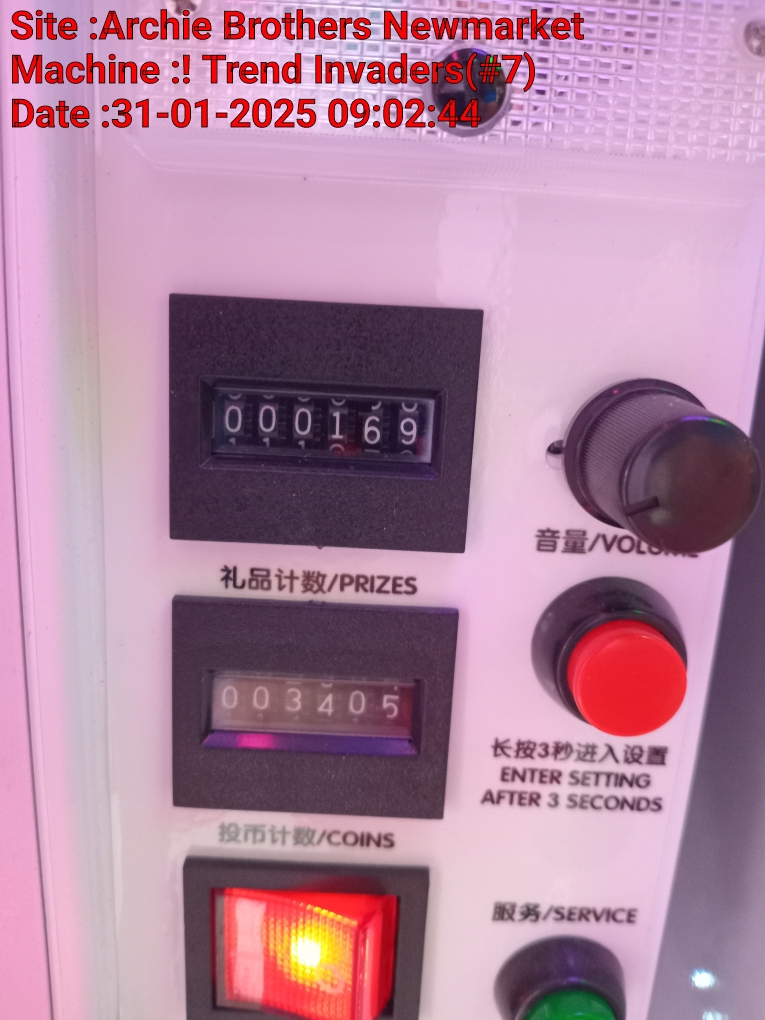 Site :Archie Brothers Newmarket
Machine :! Trend Invaders(#7)
Date :31-01-2025 09:02:44
000169
音量/VOLUME
礼品计数/PRIZES
003405
长按3秒进入设置
ENTER SETTING
AFTER 3 SECONDS
投币计数/COINS
服务/SERVICE